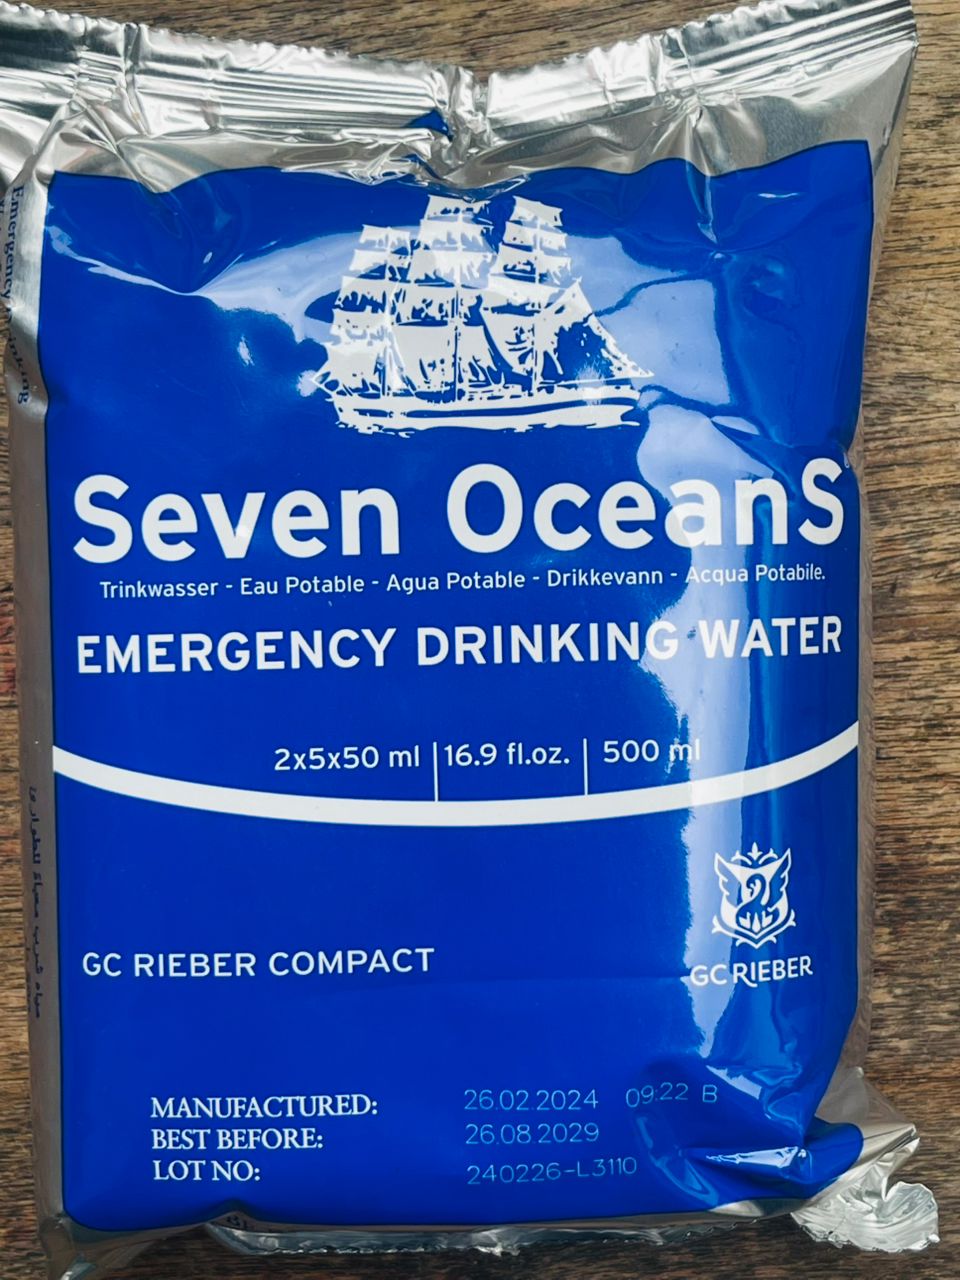 Seven OceanS
Trinkwasser - Eau Potable - Agua Potable - Drikkevann - Acqua Potabile.
EMERGENCY DRINKING WATER
2x5x50 ml | 16.9 fl.oz. | 500 ml
GC RIEBER COMPACT
GC RIEBER
MANUFACTURED: 26.02.2024 09:22 B
BEST BEFORE: 26.08.2029
LOT NO: 240226-L3110
Emergency